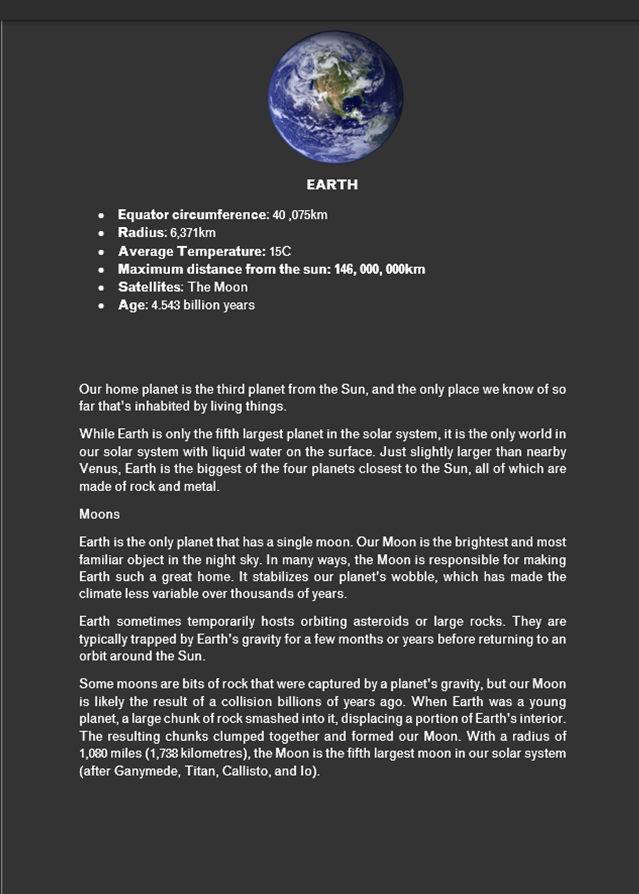 EARTH
• Equator circumference: 40 ,075km
• Radius: 6,371km
• Average Temperature: 15C
• Maximum distance from the sun: 146, 000, 000km
• Satellites: The Moon
• Age: 4.543 billion years
Our home planet is the third planet from the Sun, and the only place we know of so
far that's inhabited by living things.
While Earth is only the fifth largest planet in the solar system, it is the only world in
our solar system with liquid water on the surface. Just slightly larger than nearby
Venus, Earth is the biggest of the four planets closest to the Sun, all of which are
made of rock and metal.
Moons
Earth is the only planet that has a single moon. Our Moon is the brightest and most
familiar object in the night sky. In many ways, the Moon is responsible for making
Earth such a great home. It stabilizes our planet's wobble, which has made the
climate less variable over thousands of years.
Earth sometimes temporarily hosts orbiting asteroids or large rocks. They are
typically trapped by Earth's gravity for a few months or years before returning to an
orbit around the Sun.
Some moons are bits of rock that were captured by a planet's gravity, but our Moon
is likely the result of a collision billions of years ago. When Earth was a young
planet, a large chunk of rock smashed into it, displacing a portion of Earth's interior.
The resulting chunks clumped together and formed our Moon. With a radius of
1,080 miles (1,738 kilometres), the Moon is the fifth largest moon in our solar system
(after Ganymede, Titan, Callisto, and Io).